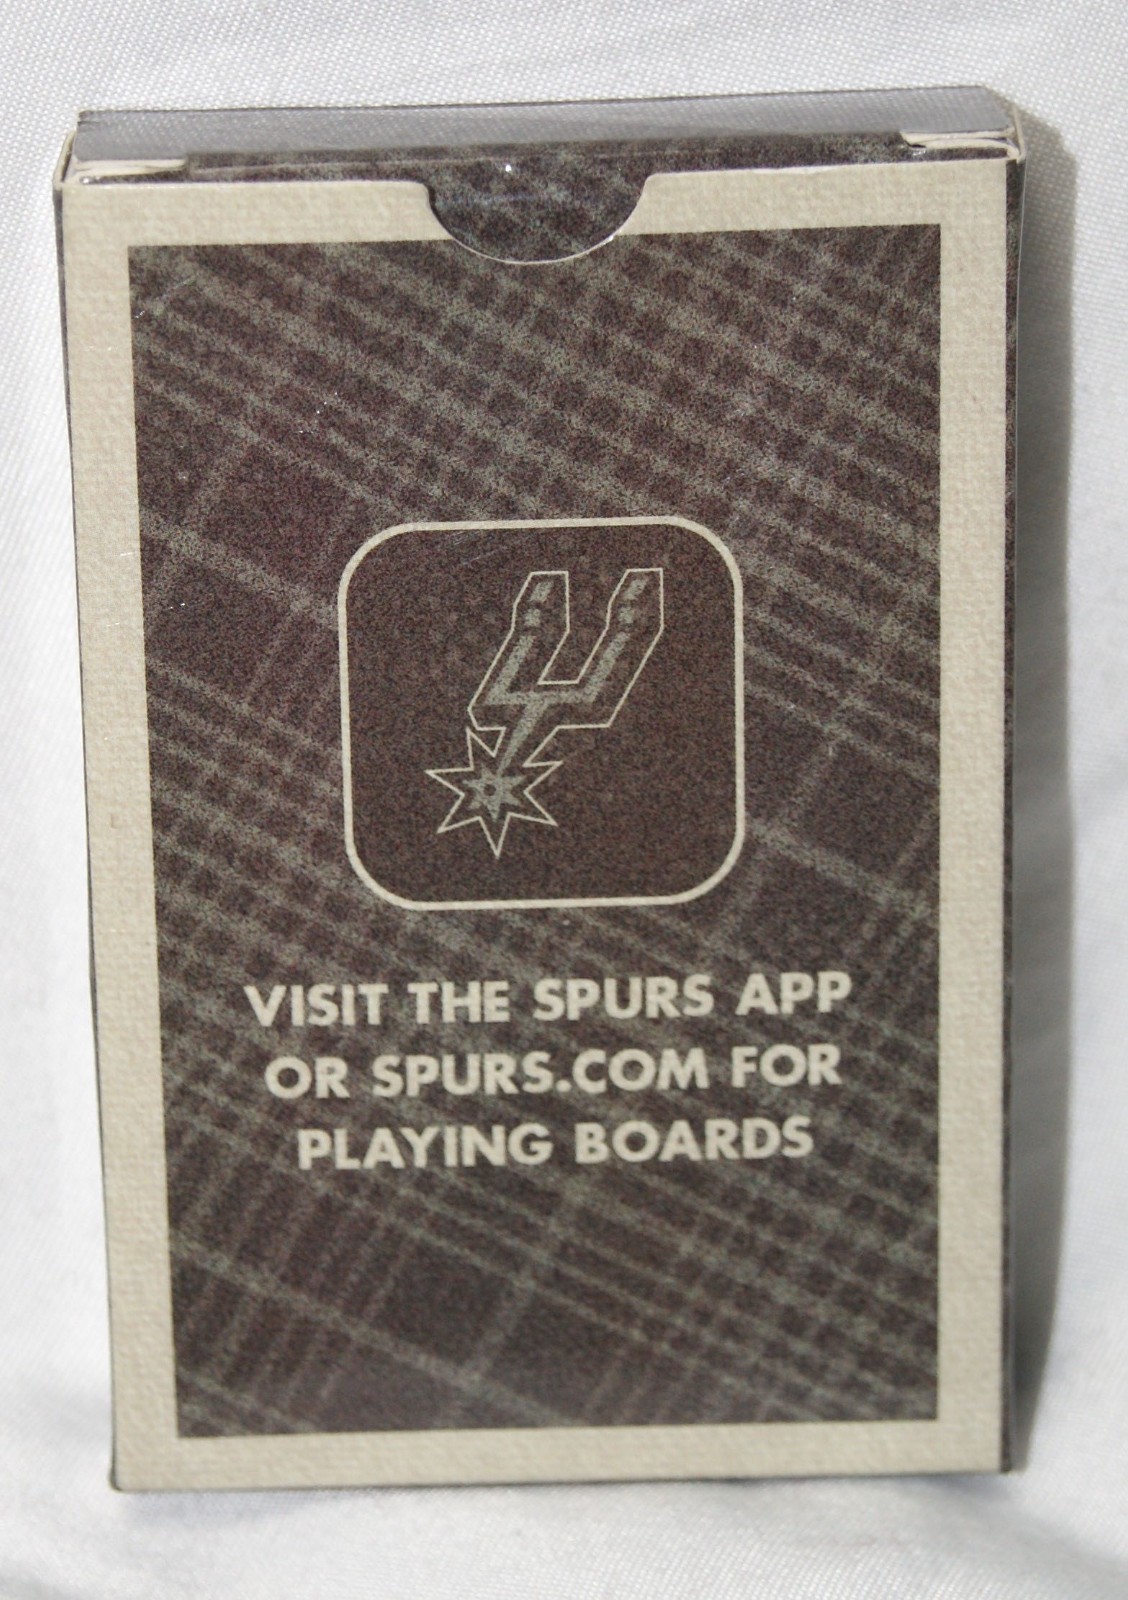 VISIT THE SPURS APP
OR SPURS.COM FOR
PLAYING BOARDS